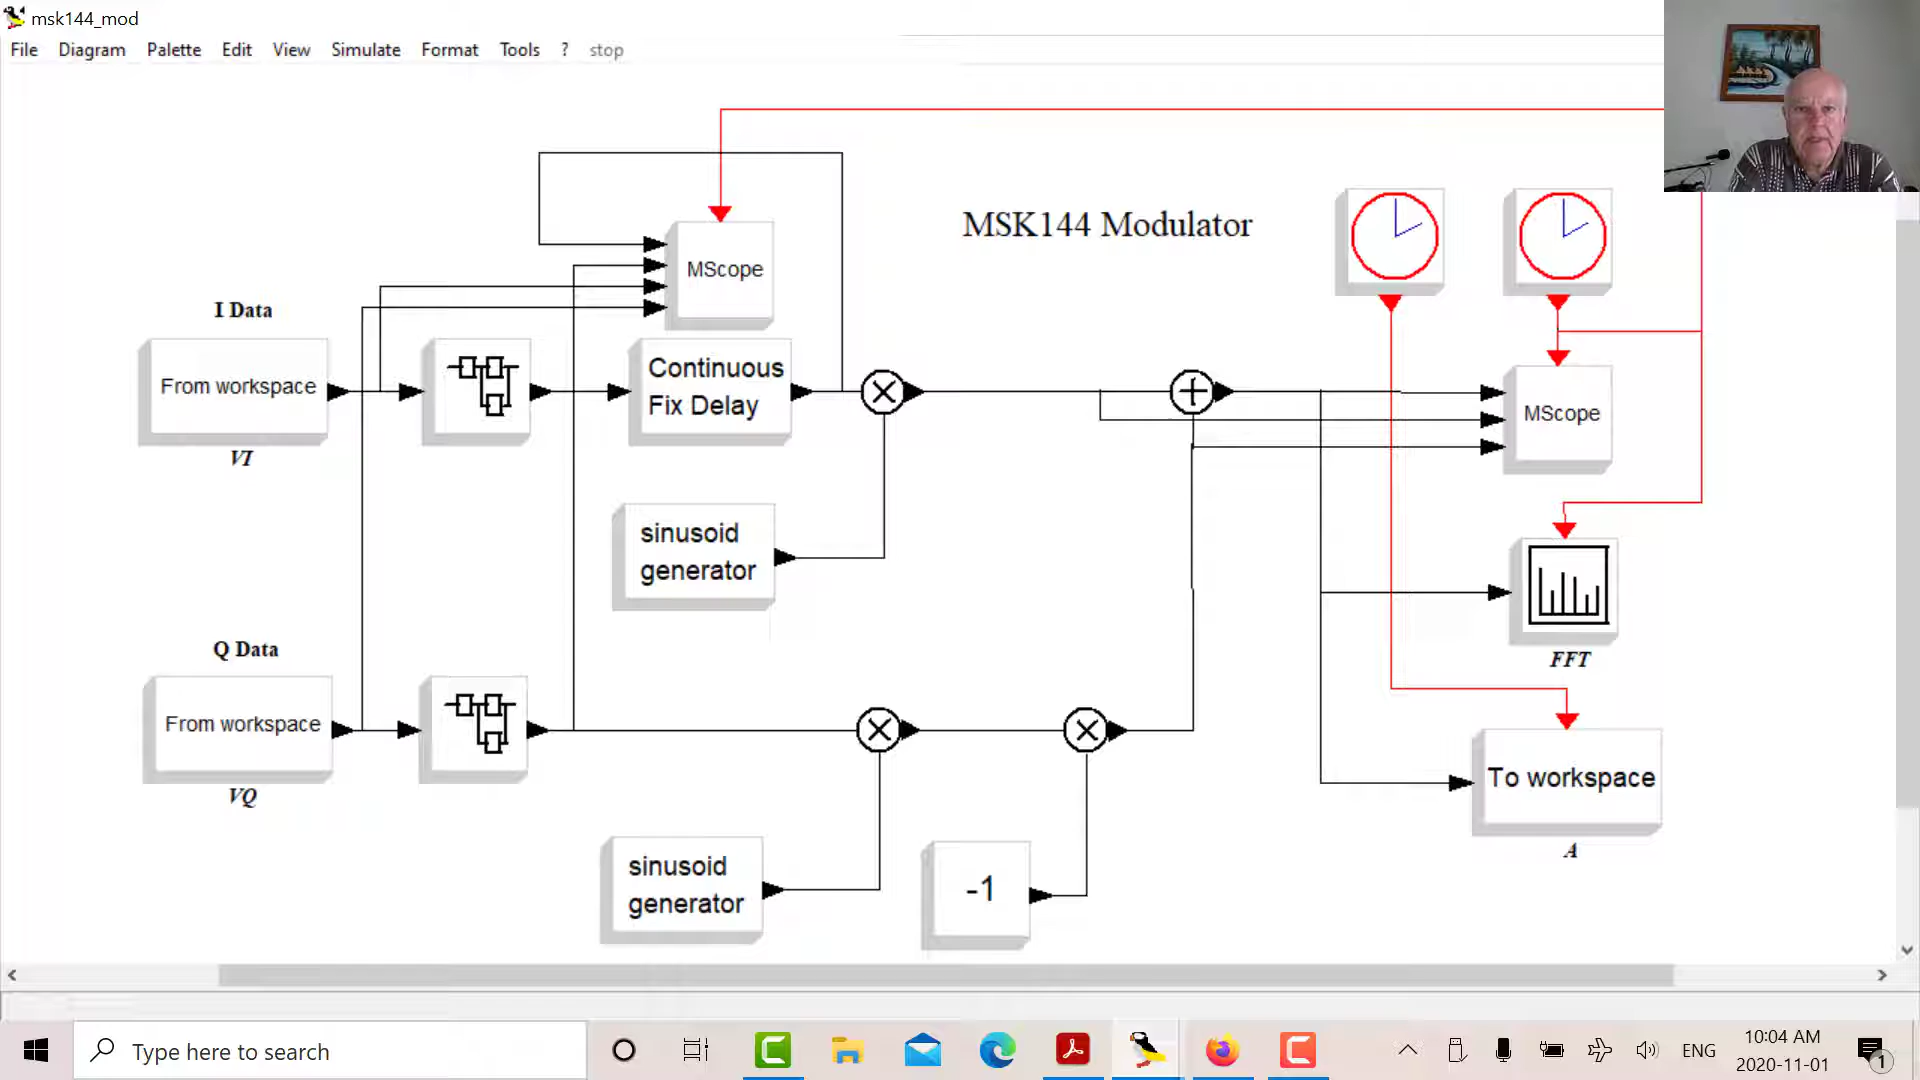 msk144_mod
File Diagram Palette Edit View Simulate Format Tools ? stop
MSK144 Modulator
MScope
I Data
From workspace
VI
Continuous
Fix Delay
MScope
sinusoid
generator
FFT
Q Data
From workspace
VQ
To workspace
A
sinusoid
generator
-1
Type here to search
ENG
10:04 AM
2020-11-01
1